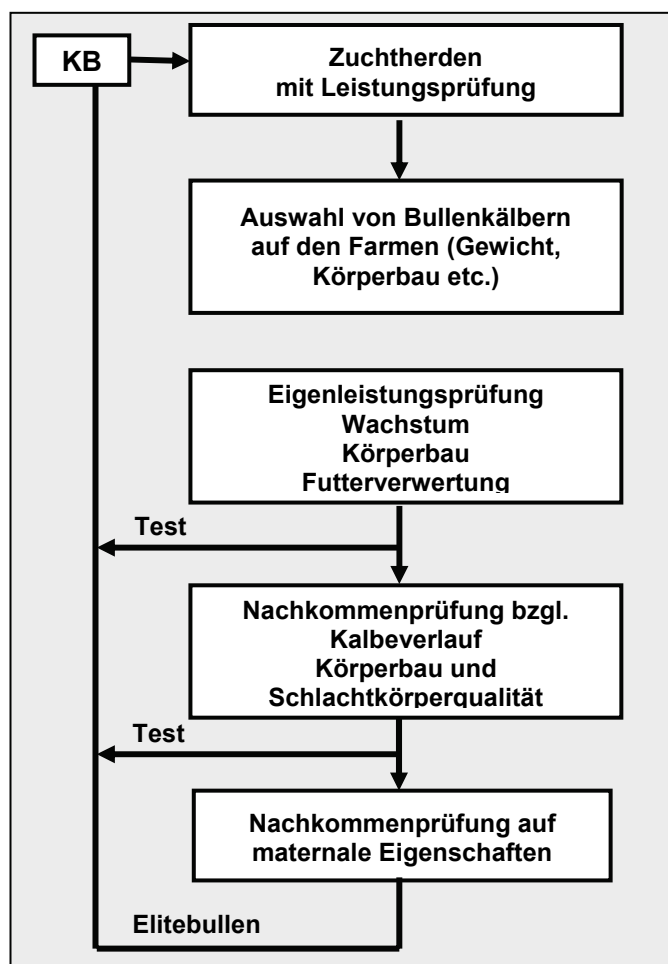 KB
Zuchtherden
mit Leistungsprüfung
Auswahl von Bullenkälbern
auf den Farmen (Gewicht,
Körperbau etc.)
Eigenleistungsprüfung
Wachstum
Körperbau
Futterverwertung
Test
Nachkommenprüfung bzgl.
Kalbeverlauf
Körperbau und
Schlachtkörperqualität
Test
Nachkommenprüfung auf
maternale Eigenschaften
Elitebullen